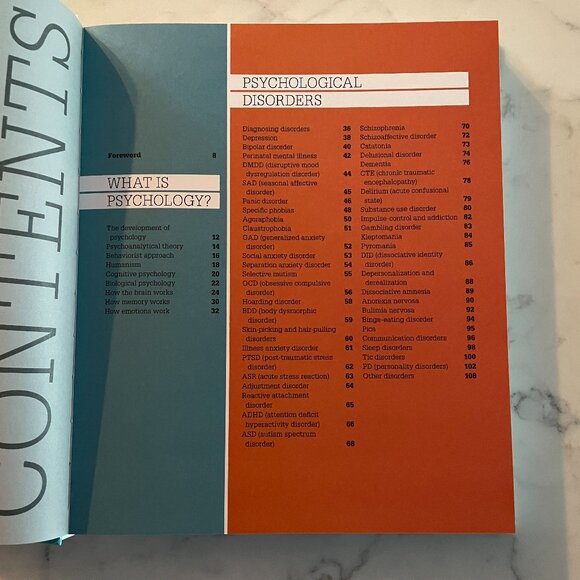 CONTENTS
Foreword 8
WHAT IS
PSYCHOLOGY?
The development of
psychology 12
Psychoanalytical theory 14
Behaviorist approach 16
Humanism 18
Cognitive psychology 20
Biological psychology 22
How the brain works 24
How memory works 30
How emotions work 32
PSYCHOLOGICAL
DISORDERS
Diagnosing disorders 36
Depression 38
Bipolar disorder 40
Perinatal mental illness 42
DMDD (disruptive mood
dysregulation disorder) 44
SAD (seasonal affective
disorder) 45
Panic disorder 46
Specific phobias 48
Agoraphobia 50
Claustrophobia 51
GAD (generalized anxiety
disorder) 52
Social anxiety disorder 53
Separation anxiety disorder 54
Selective mutism 55
OCD (obsessive compulsive
disorder) 56
Hoarding disorder 58
BDD (body dysmorphic
disorder) 59
Skin-picking and hair-pulling
disorders 60
Illness anxiety disorder 61
PTSD (post-traumatic stress
disorder) 62
ASR (acute stress reaction) 63
Adjustment disorder 64
Reactive attachment
disorder 65
ADHD (attention deficit
hyperactivity disorder) 66
ASD (autism spectrum
disorder) 68
Schizophrenia 70
Schizoaffective disorder 72
Catatonia 73
Delusional disorder 74
Dementia 76
CTE (chronic traumatic
encephalopathy) 78
Delirium (acute confusional
state) 79
Substance use disorder 80
Impulse-control and addiction 82
Gambling disorder 83
Kleptomania 84
Pyromania 85
DID (dissociative identity
disorder) 86
Depersonalization and
derealization 88
Dissociative amnesia 89
Anorexia nervosa 90
Bulimia nervosa 92
Binge-eating disorder 94
Pica 95
Communication disorders 96
Sleep disorders 98
Tic disorders 100
PD (personality disorders) 102
Other disorders 108